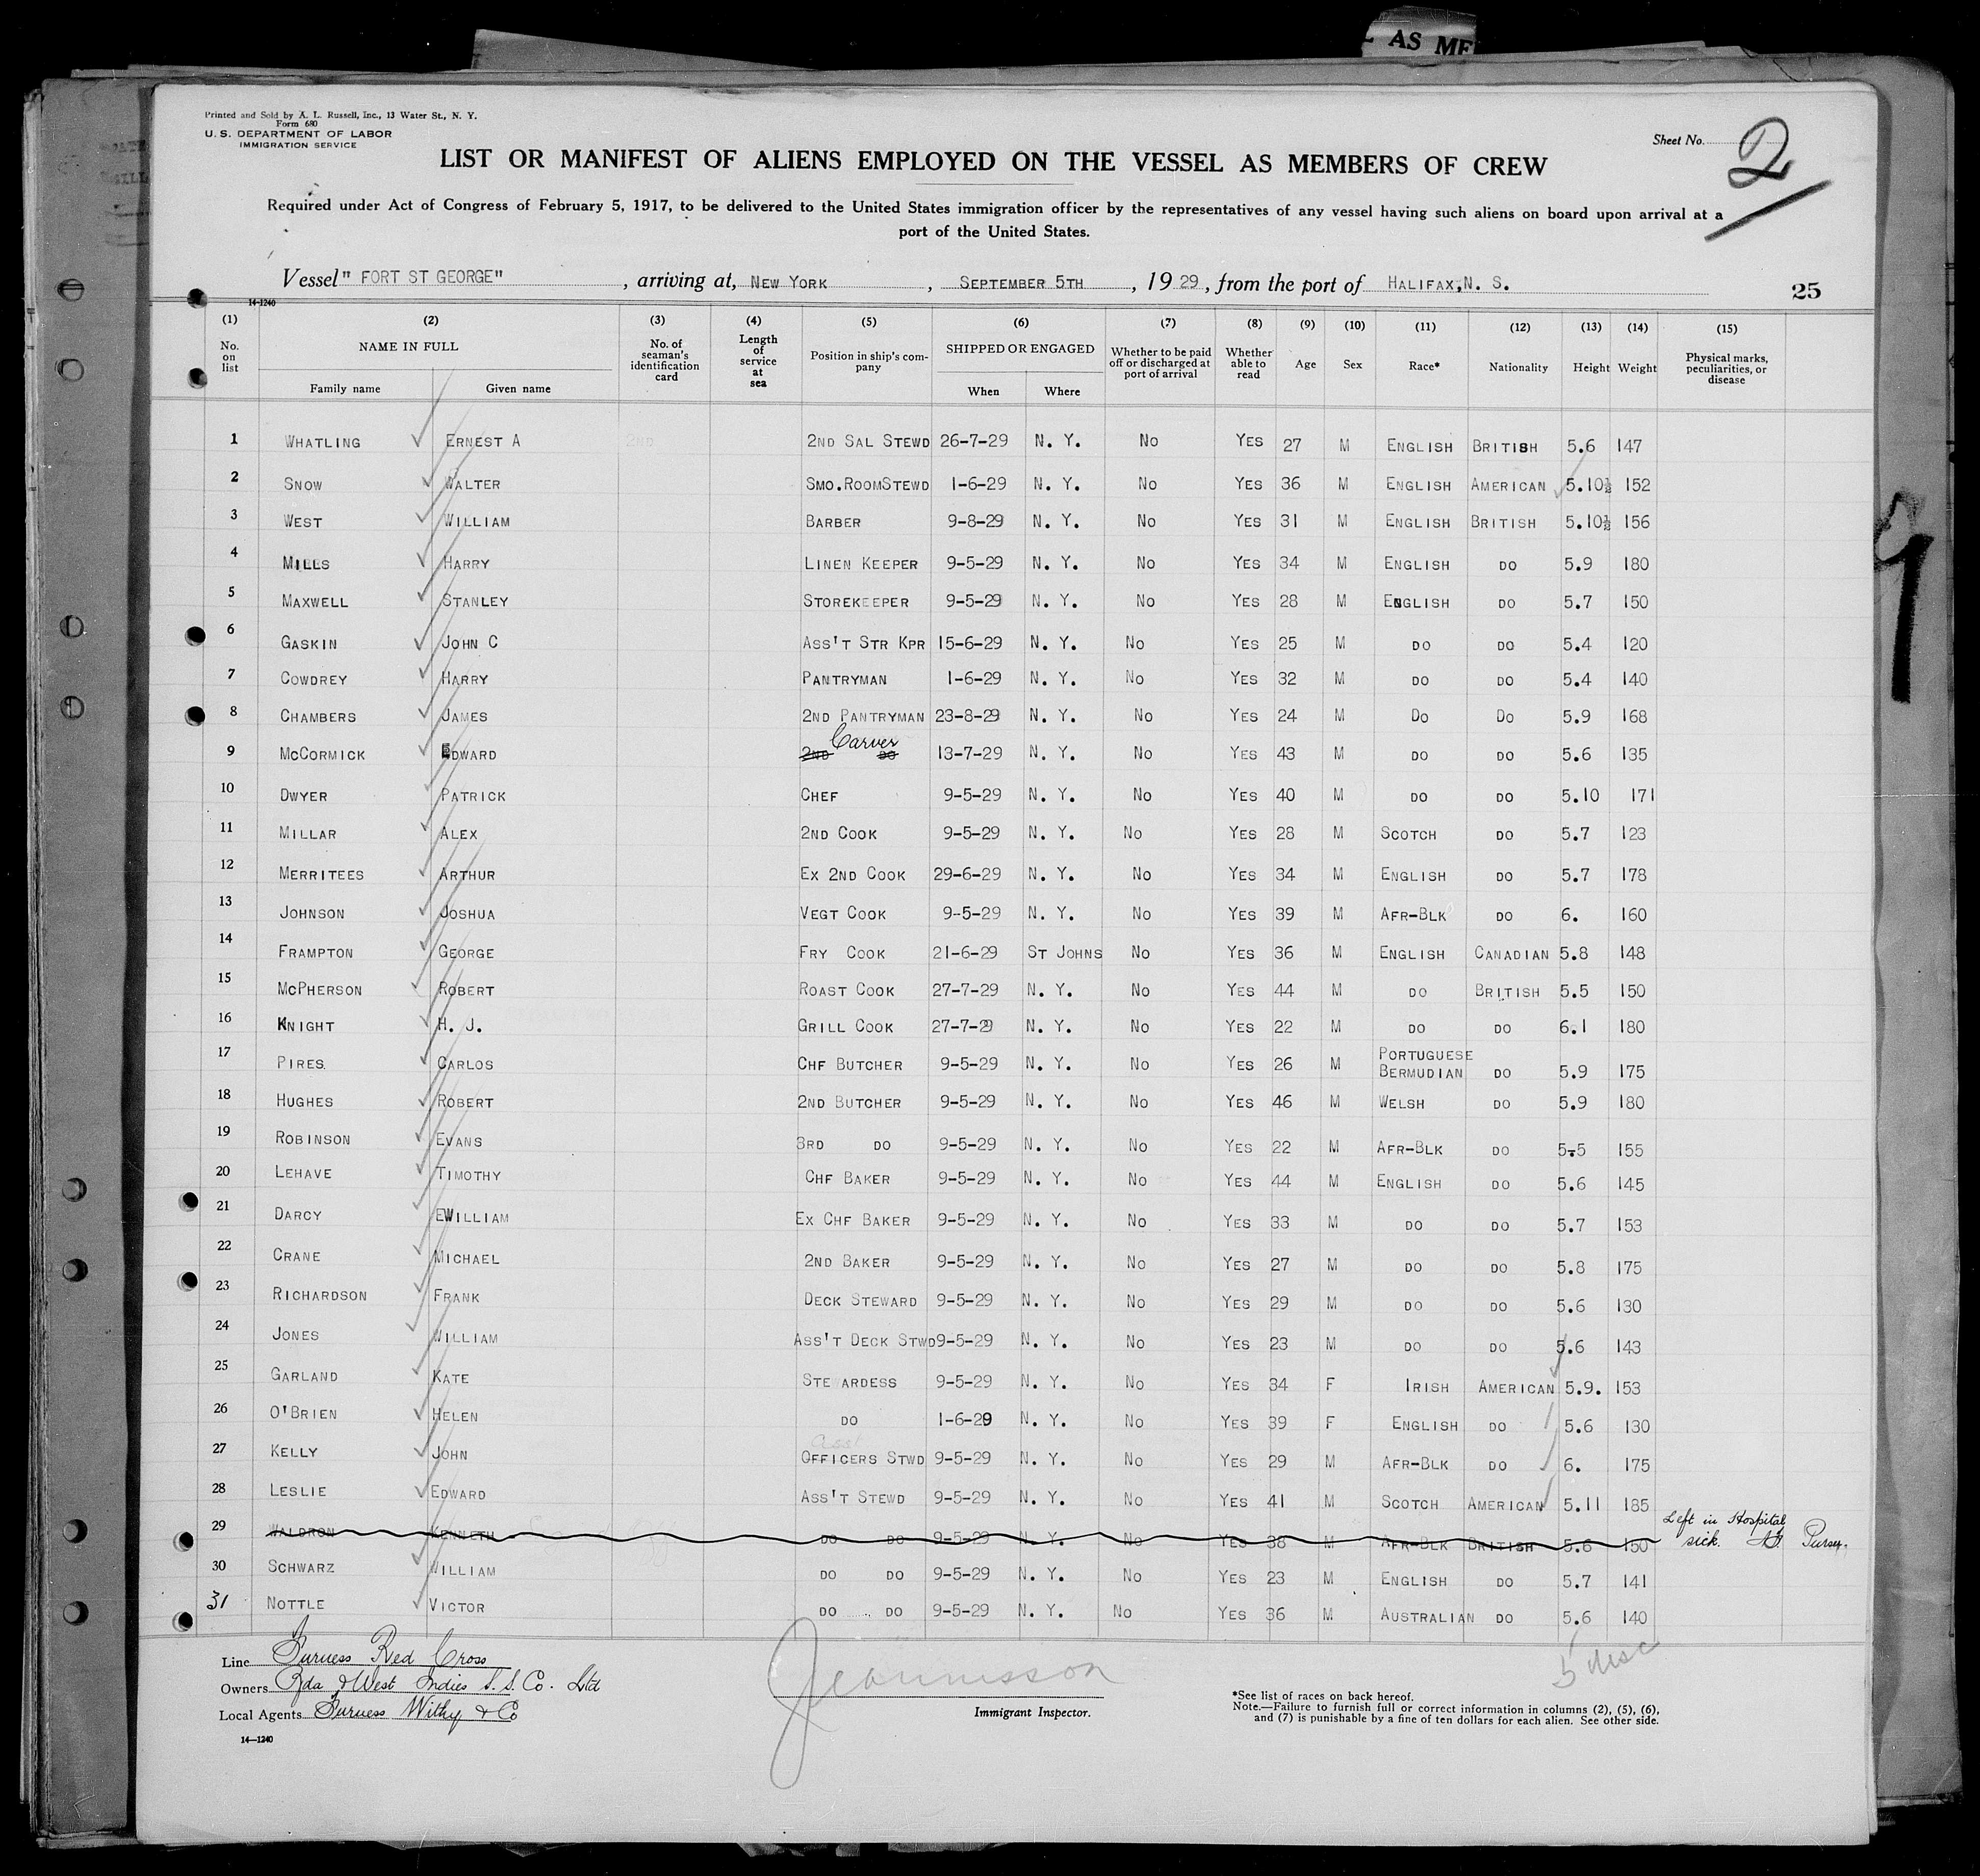 AS ME
Printed and Sold by A. L. Russell, Inc., 13 Water St., N. Y.
Form 680
U. S. DEPARTMENT OF LABOR
IMMIGRATION SERVICE
Sheet No. 2
LIST OR MANIFEST OF ALIENS EMPLOYED ON THE VESSEL AS MEMBERS OF CREW
Required under Act of Congress of February 5, 1917, to be delivered to the United States immigration officer by the representatives of any vessel having such aliens on board upon arrival at a
port of the United States.
Vessel " FORT ST GEORGE" , arriving at, NEW YORK , SEPTEMBER 5TH , 19 29 , from the port of HALIFAX, N. S.
25
14-1240
(1) (2) (3) (4) (5) (6) (7) (8) (9) (10) (11) (12) (13) (14) (15)
No. on list NAME IN FULL Family name Given name No. of seaman's identification card Length of service at sea Position in ship's company SHIPPED OR ENGAGED When Where Whether to be paid off or discharged at port of arrival Whether able to read Age Sex Race* Nationality Height Weight Physical marks, peculiarities, or disease
1 WHATLING ERNEST A 2ND SAL STEWD 26-7-29 N. Y. No YES 27 M ENGLISH BRITISH 5.6 147
2 SNOW WALTER SMO.ROOMSTEWD 1-6-29 N. Y. No YES 36 M ENGLISH AMERICAN 5.10½ 152
3 WEST WILLIAM BARBER 9-8-29 N. Y. No YES 31 M ENGLISH BRITISH 5.10½ 156
4 MILLS HARRY LINEN KEEPER 9-5-29 N. Y. No YES 34 M ENGLISH DO 5.9 180
5 MAXWELL STANLEY STOREKEEPER 9-5-29 N. Y. No YES 28 M ENGLISH DO 5.7 150
6 GASKIN JOHN C ASS'T STR KPR 15-6-29 N. Y. No YES 25 M DO DO 5.4 120
7 COWDREY HARRY PANTRYMAN 1-6-29 N. Y. No YES 32 M DO DO 5.4 140
8 CHAMBERS JAMES 2ND PANTRYMAN 23-8-29 N. Y. No YES 24 M DO DO 5.9 168
9 McCORMICK EDWARD 2ND DO Carver 13-7-29 N. Y. No YES 43 M DO DO 5.6 135
10 DWYER PATRICK CHEF 9-5-29 N. Y. No YES 40 M DO DO 5.10 171
11 MILLAR ALEX 2ND COOK 9-5-29 N. Y. No YES 28 M SCOTCH DO 5.7 123
12 MERRITEES ARTHUR EX 2ND COOK 29-6-29 N. Y. No YES 34 M ENGLISH DO 5.7 178
13 JOHNSON JOSHUA VEGT COOK 9-5-29 N. Y. No YES 39 M AFR-BLK DO 6. 160
14 FRAMPTON GEORGE FRY COOK 21-6-29 ST JOHNS No YES 36 M ENGLISH CANADIAN 5.8 148
15 McPHERSON ROBERT ROAST COOK 27-7-29 N. Y. No YES 44 M DO BRITISH 5.5 150
16 KNIGHT H. J. GRILL COOK 27-7-29 N. Y. No YES 22 M DO DO 6.1 180
17 PIRES. CARLOS CHF BUTCHER 9-5-29 N. Y. No YES 26 M PORTUGUESE BERMUDIAN DO 5.9 175
18 HUGHES ROBERT 2ND BUTCHER 9-5-29 N. Y. No YES 46 M WELSH DO 5.9 180
19 ROBINSON EVANS 3RD DO 9-5-29 N. Y. No YES 22 M AFR-BLK DO 5.5 155
20 LEHAVE TIMOTHY CHF BAKER 9-5-29 N. Y. No YES 44 M ENGLISH DO 5.6 145
21 DARCY EWILLIAM EX CHF BAKER 9-5-29 N. Y. No YES 33 M DO DO 5.7 153
22 CRANE MICHAEL 2ND BAKER 9-5-29 N. Y. No YES 27 M DO DO 5.8 175
23 RICHARDSON FRANK DECK STEWARD 9-5-29 N. Y. No YES 29 M DO DO 5.6 130
24 JONES WILLIAM ASS'T DECK STWD 9-5-29 N. Y. No YES 23 M DO DO 5.6 143
25 GARLAND KATE STEWARDESS 9-5-29 N. Y. No YES 34 F IRISH AMERICAN 5.9. 153
26 O'BRIEN HELEN DO 1-6-29 N. Y. No YES 39 F ENGLISH DO 5.6 130
27 KELLY JOHN Asst OFFICERS STWD 9-5-29 N. Y. No YES 29 M AFR-BLK DO 6. 175
28 LESLIE EDWARD ASS'T STEWD 9-5-29 N. Y. No YES 41 M SCOTCH AMERICAN 5.11 185
29 WALDRON KENNETH DO DO 9-5-29 N. Y. No YES 38 M AFR-BLK BRITISH 5.6 150 Left in Hospital sick. Purser.
30 SCHWARZ WILLIAM DO DO 9-5-29 N. Y. No YES 23 M ENGLISH DO 5.7 141
31 NOTTLE VICTOR DO DO 9-5-29 N. Y. No YES 36 M AUSTRALIAN DO 5.6 140
Line Furness Red Cross
Owners Bda & West Indies S.S. Co. Ltd
Local Agents Furness Withy & Co
14—1240
Immigrant Inspector.
*See list of races on back hereof.
Note.—Failure to furnish full or correct information in columns (2), (5), (6),
and (7) is punishable by a fine of ten dollars for each alien. See other side.